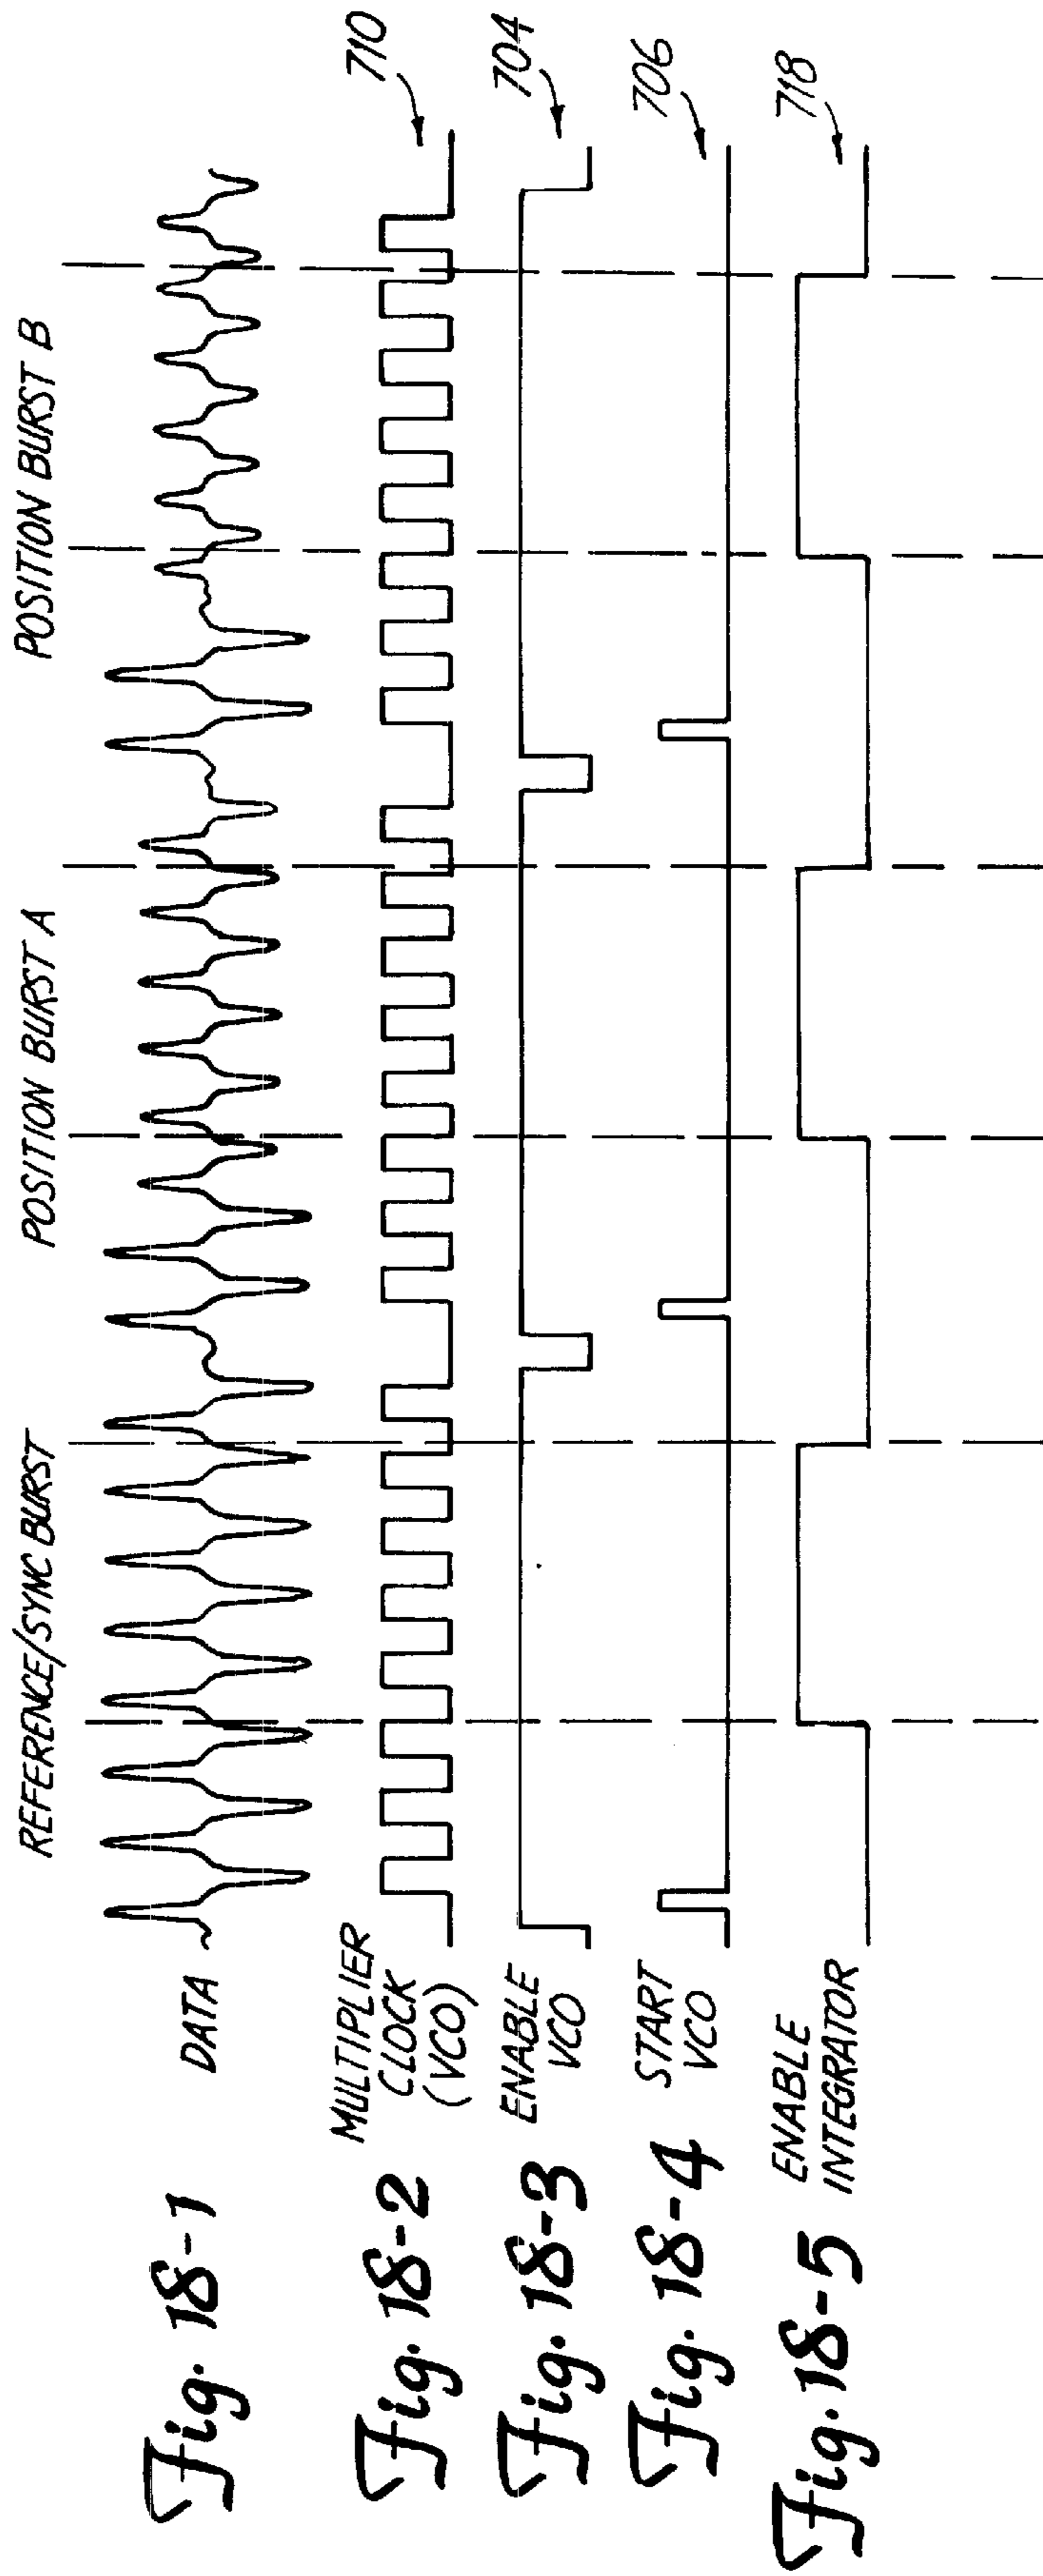 REFERENCE/SYNC BURST
POSITION BURST A
POSITION BURST B
Fig. 18-1
DATA
Fig. 18-2
MULTIPLIER
CLOCK
(VCO)
710
Fig. 18-3
ENABLE
VCO
704
Fig. 18-4
START
VCO
706
Fig. 18-5
ENABLE
INTEGRATOR
718